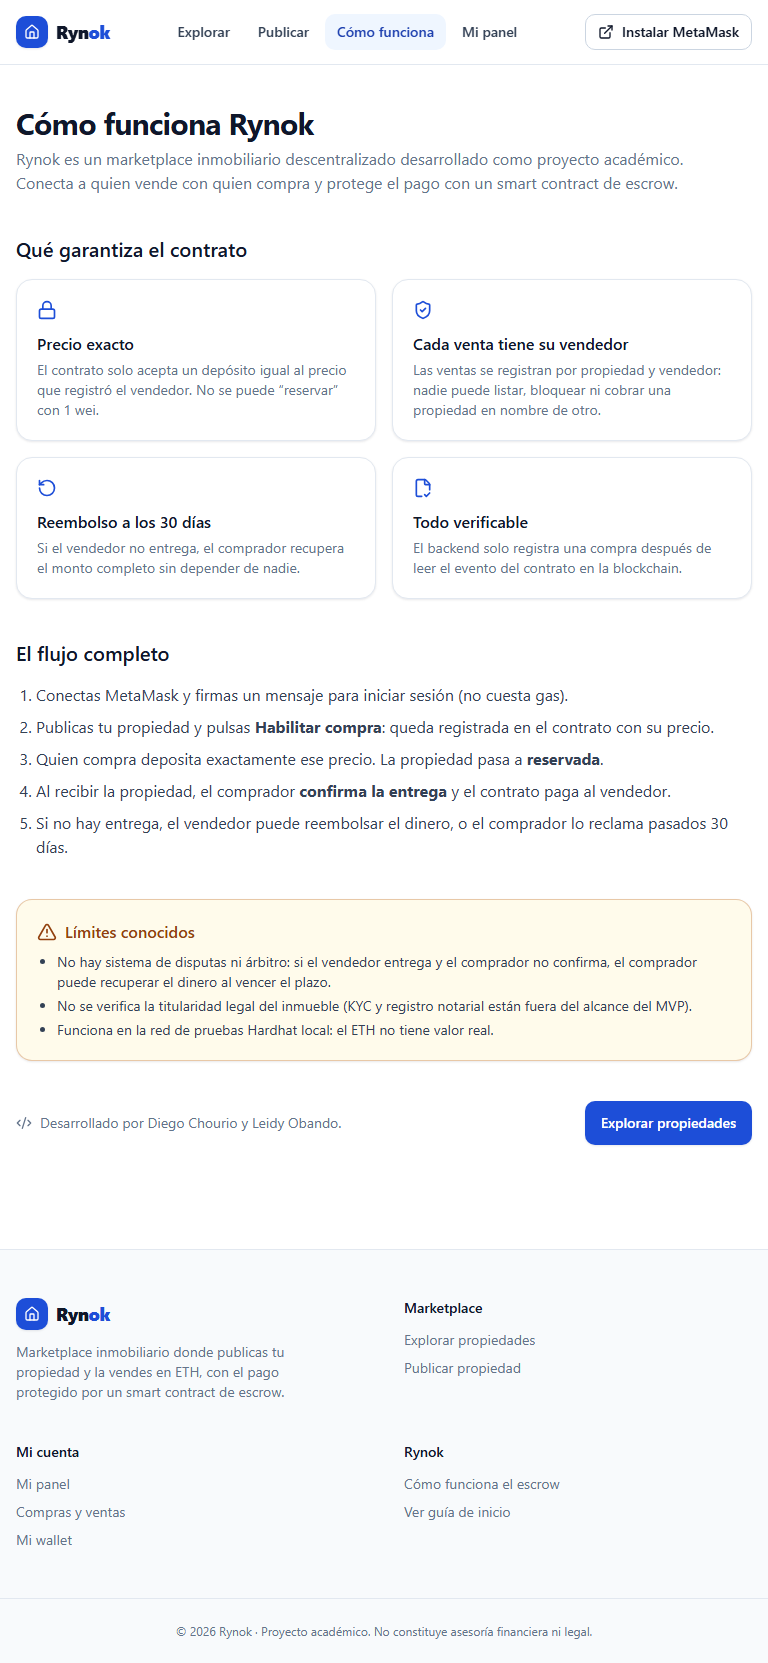 Rynok
Explorar
Publicar
Cómo funciona
Mi panel
Instalar MetaMask
Cómo funciona Rynok
Rynok es un marketplace inmobiliario descentralizado desarrollado como proyecto académico.
Conecta a quien vende con quien compra y protege el pago con un smart contract de escrow.
Qué garantiza el contrato
Precio exacto
El contrato solo acepta un depósito igual al precio
que registró el vendedor. No se puede “reservar”
con 1 wei.
Cada venta tiene su vendedor
Las ventas se registran por propiedad y vendedor:
nadie puede listar, bloquear ni cobrar una
propiedad en nombre de otro.
Reembolso a los 30 días
Si el vendedor no entrega, el comprador recupera
el monto completo sin depender de nadie.
Todo verificable
El backend solo registra una compra después de
leer el evento del contrato en la blockchain.
El flujo completo
1. Conectas MetaMask y firmas un mensaje para iniciar sesión (no cuesta gas).
2. Publicas tu propiedad y pulsas Habilitar compra: queda registrada en el contrato con su precio.
3. Quien compra deposita exactamente ese precio. La propiedad pasa a reservada.
4. Al recibir la propiedad, el comprador confirma la entrega y el contrato paga al vendedor.
5. Si no hay entrega, el vendedor puede reembolsar el dinero, o el comprador lo reclama pasados 30
días.
Límites conocidos
• No hay sistema de disputas ni árbitro: si el vendedor entrega y el comprador no confirma, el comprador
puede recuperar el dinero al vencer el plazo.
• No se verifica la titularidad legal del inmueble (KYC y registro notarial están fuera del alcance del MVP).
• Funciona en la red de pruebas Hardhat local: el ETH no tiene valor real.
Desarrollado por Diego Chourio y Leidy Obando.
Explorar propiedades
Rynok
Marketplace inmobiliario donde publicas tu
propiedad y la vendes en ETH, con el pago
protegido por un smart contract de escrow.
Marketplace
Explorar propiedades
Publicar propiedad
Mi cuenta
Mi panel
Compras y ventas
Mi wallet
Rynok
Cómo funciona el escrow
Ver guía de inicio
© 2026 Rynok · Proyecto académico. No constituye asesoría financiera ni legal.